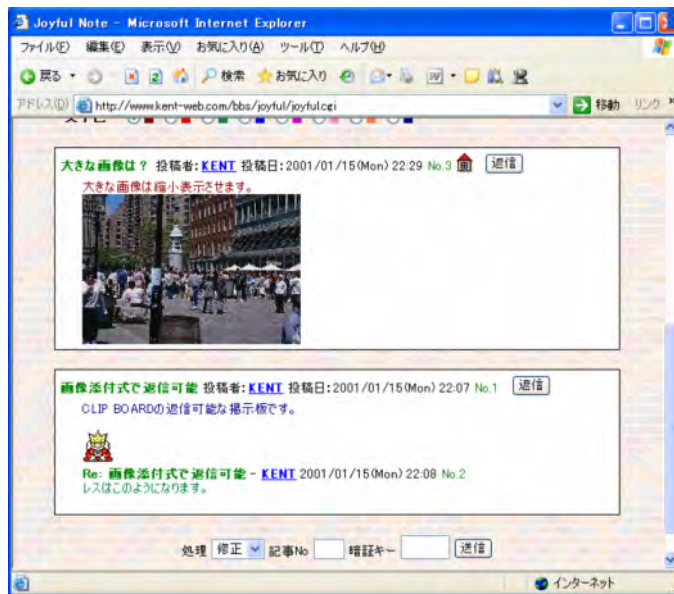 Joyful Note - Microsoft Internet Explorer
ファイル(F) 編集(E) 表示(V) お気に入り(A) ツール(T) ヘルプ(H)
戻る 検索 お気に入り
アドレス(D) http://www.kent-web.com/bbs/joyful/joyful.cgi 移動 リンク »
大きな画像は? 投稿者:KENT 投稿日:2001/01/15(Mon) 22:29 No.3 返信
大きな画像は縮小表示させます。
画像添付式で返信可能 投稿者:KENT 投稿日:2001/01/15(Mon) 22:07 No.1 返信
CLIP BOARDの返信可能な掲示板です。
Re: 画像添付式で返信可能 - KENT 2001/01/15(Mon) 22:08 No.2
レスはこのようになります。
処理 修正 記事No 暗証キー 送信
インターネット